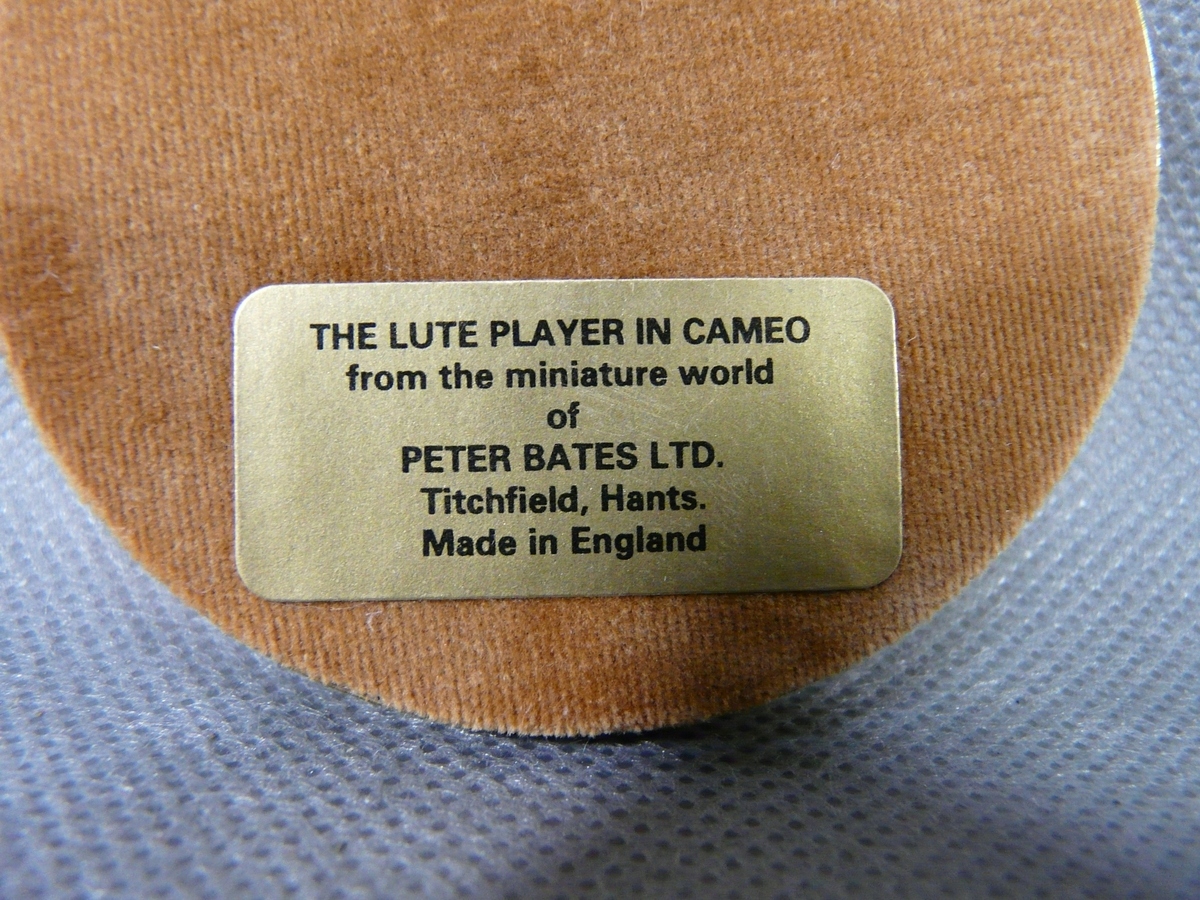 THE LUTE PLAYER IN CAMEO
from the miniature world
of
PETER BATES LTD.
Titchfield, Hants.
Made in England